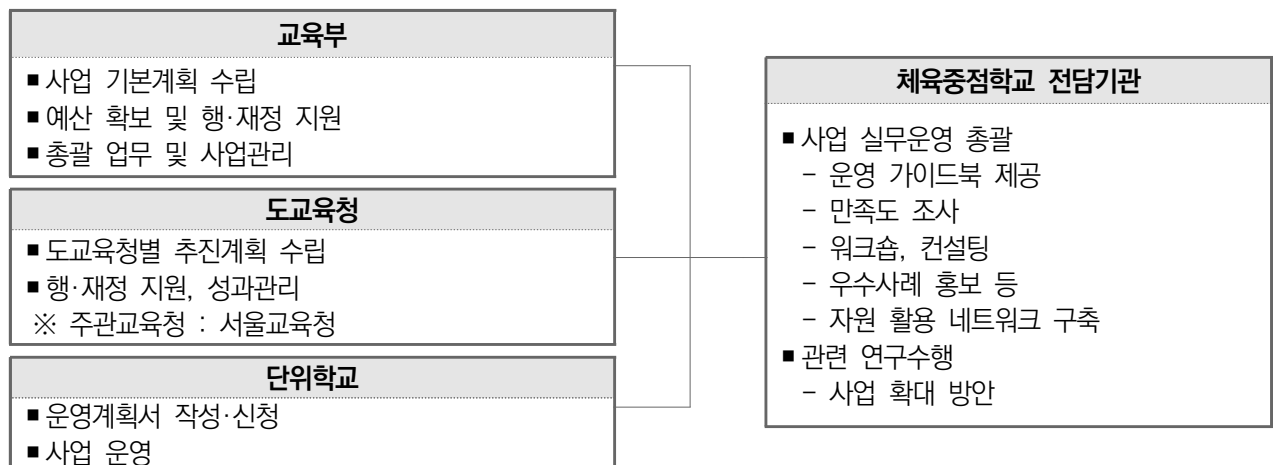 교육부
■ 사업 기본계획 수립
■ 예산 확보 및 행·재정 지원
■ 총괄 업무 및 사업관리
도교육청
■ 도교육청별 추진계획 수립
■ 행·재정 지원, 성과관리
※ 주관교육청 : 서울교육청
단위학교
■ 운영계획서 작성·신청
■ 사업 운영
체육중점학교 전담기관
■ 사업 실무운영 총괄
- 운영 가이드북 제공
- 만족도 조사
- 워크숍, 컨설팅
- 우수사례 홍보 등
- 자원 활용 네트워크 구축
■ 관련 연구수행
- 사업 확대 방안